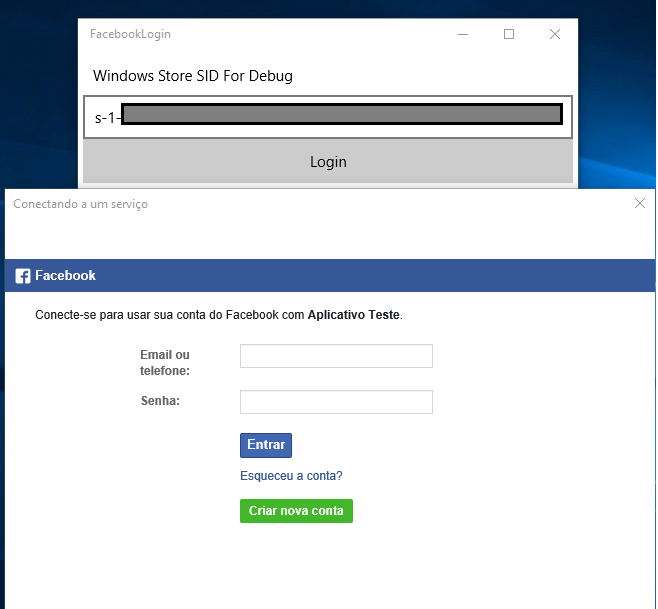 FacebookLogin
Windows Store SID For Debug
s-1-
Login
Conectando a um serviço
Facebook
Conecte-se para usar sua conta do Facebook com Aplicativo Teste.
Email ou
telefone:
Senha:
Entrar
Esqueceu a conta?
Criar nova conta